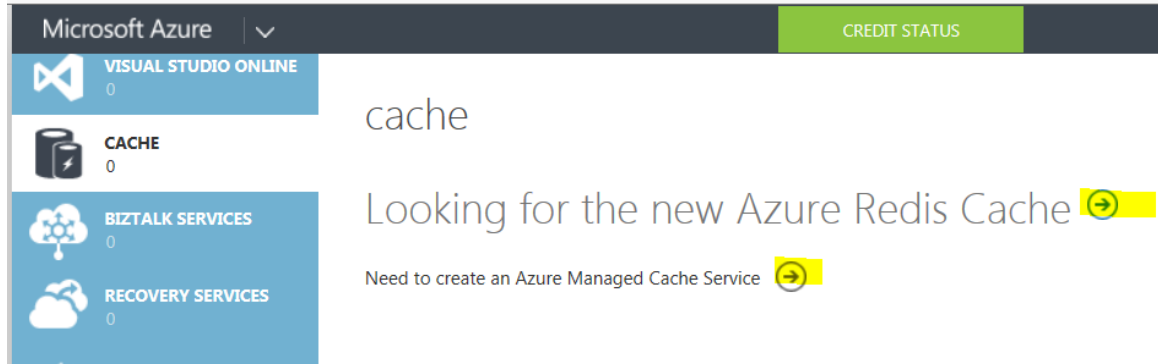 Microsoft Azure
CREDIT STATUS
VISUAL STUDIO ONLINE
0
CACHE
0
BIZTALK SERVICES
0
RECOVERY SERVICES
0
cache
Looking for the new Azure Redis Cache
Need to create an Azure Managed Cache Service